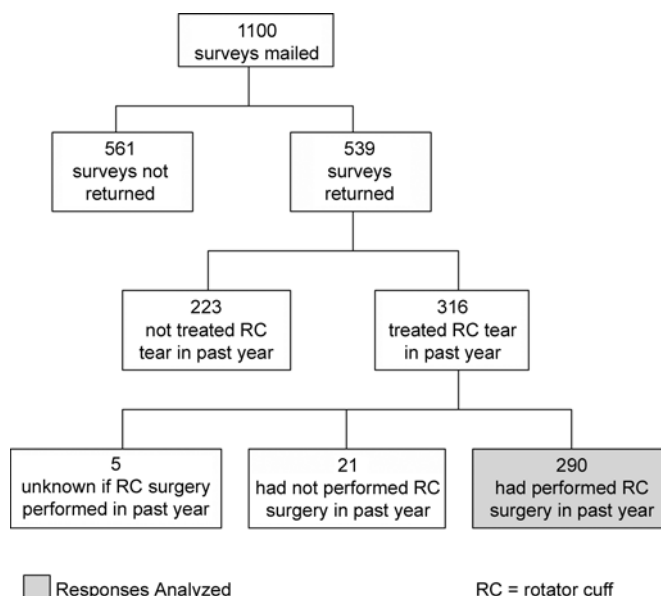 1100
surveys mailed
561
surveys not
returned
539
surveys
returned
223
not treated RC
tear in past year
316
treated RC tear
in past year
5
unknown if RC surgery
performed in past year
21
had not performed RC
surgery in past year
290
had performed RC
surgery in past year
Responses Analyzed
RC = rotator cuff